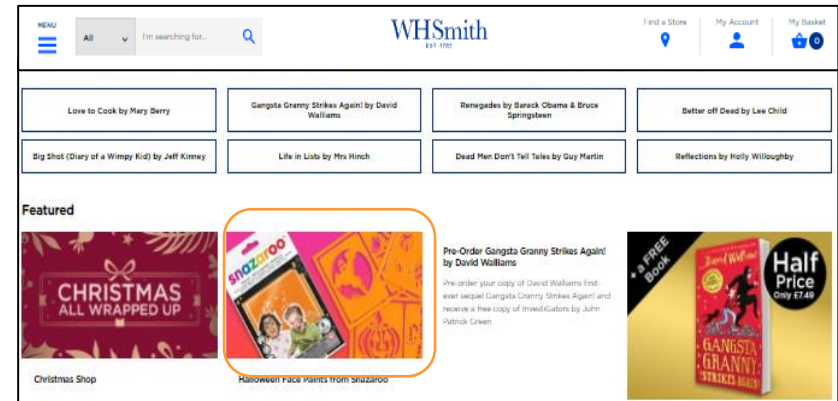 MENU
All
I'm searching for...
WHSmith
EST 1792
Find a Store
My Account
My Basket
0
Love to Cook by Mary Berry
Gangsta Granny Strikes Again! by David
Walliams
Renegades by Barack Obama & Bruce
Springsteen
Better off Dead by Lee Child
Big Shot (Diary of a Wimpy Kid) by Jeff Kinney
Life in Lists by Mrs Hinch
Dead Men Don't Tell Tales by Guy Martin
Reflections by Holly Willoughby
Featured
CHRISTMAS
ALL WRAPPED UP
Christmas Shop
snazaroo
Halloween Face Paints from Snazaroo
Pre-Order Gangsta Granny Strikes Again!
by David Walliams
Pre-order your copy of David Walliams first-
ever sequel Gangsta Granny Strikes Again! and
receive a free copy of InvestiGators by John
Patrick Green.
+ a FREE
Book
David Walliams
GANGSTA
GRANNY
STRIKES AGAIN!
Half
Price
Only £7.49